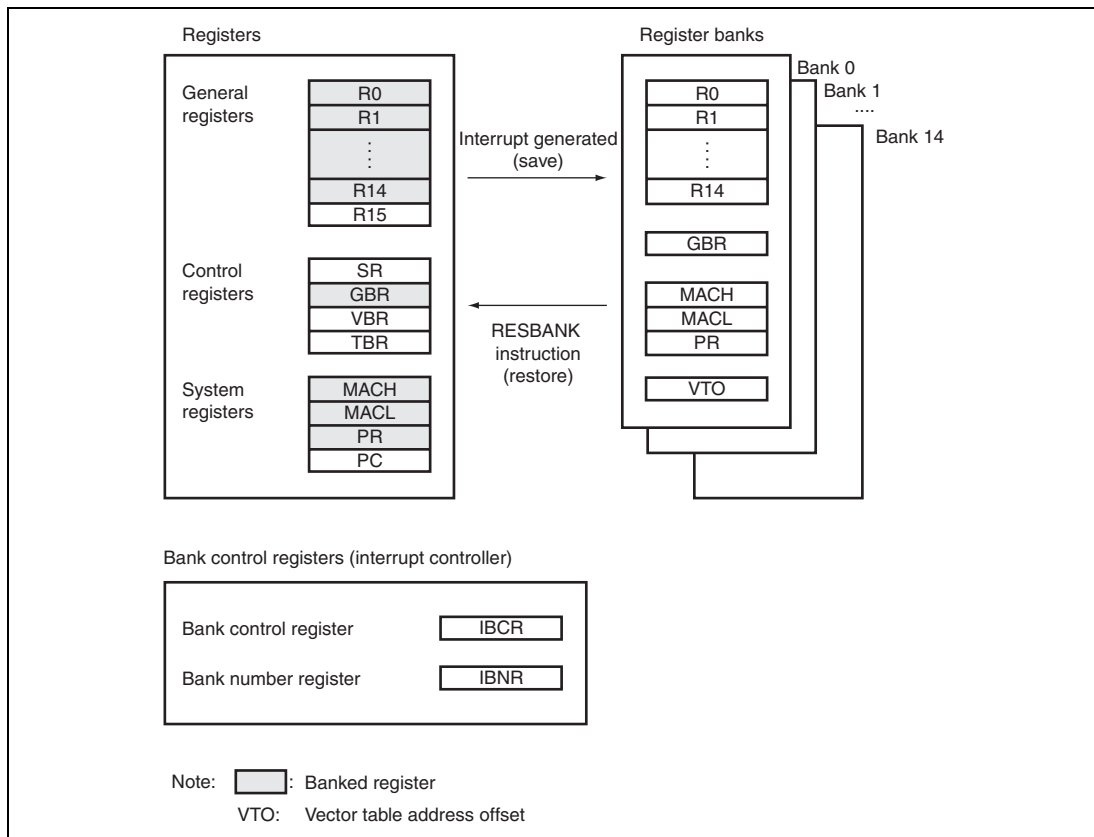 Registers
General
registers
R0
R1
⋮
R14
R15
Control
registers
SR
GBR
VBR
TBR
System
registers
MACH
MACL
PR
PC
Interrupt generated
(save)
RESBANK
instruction
(restore)
Register banks
Bank 0
Bank 1
....
Bank 14
R0
R1
⋮
R14
GBR
MACH
MACL
PR
VTO
Bank control registers (interrupt controller)
Bank control register IBCR
Bank number register IBNR
Note: : Banked register
VTO: Vector table address offset